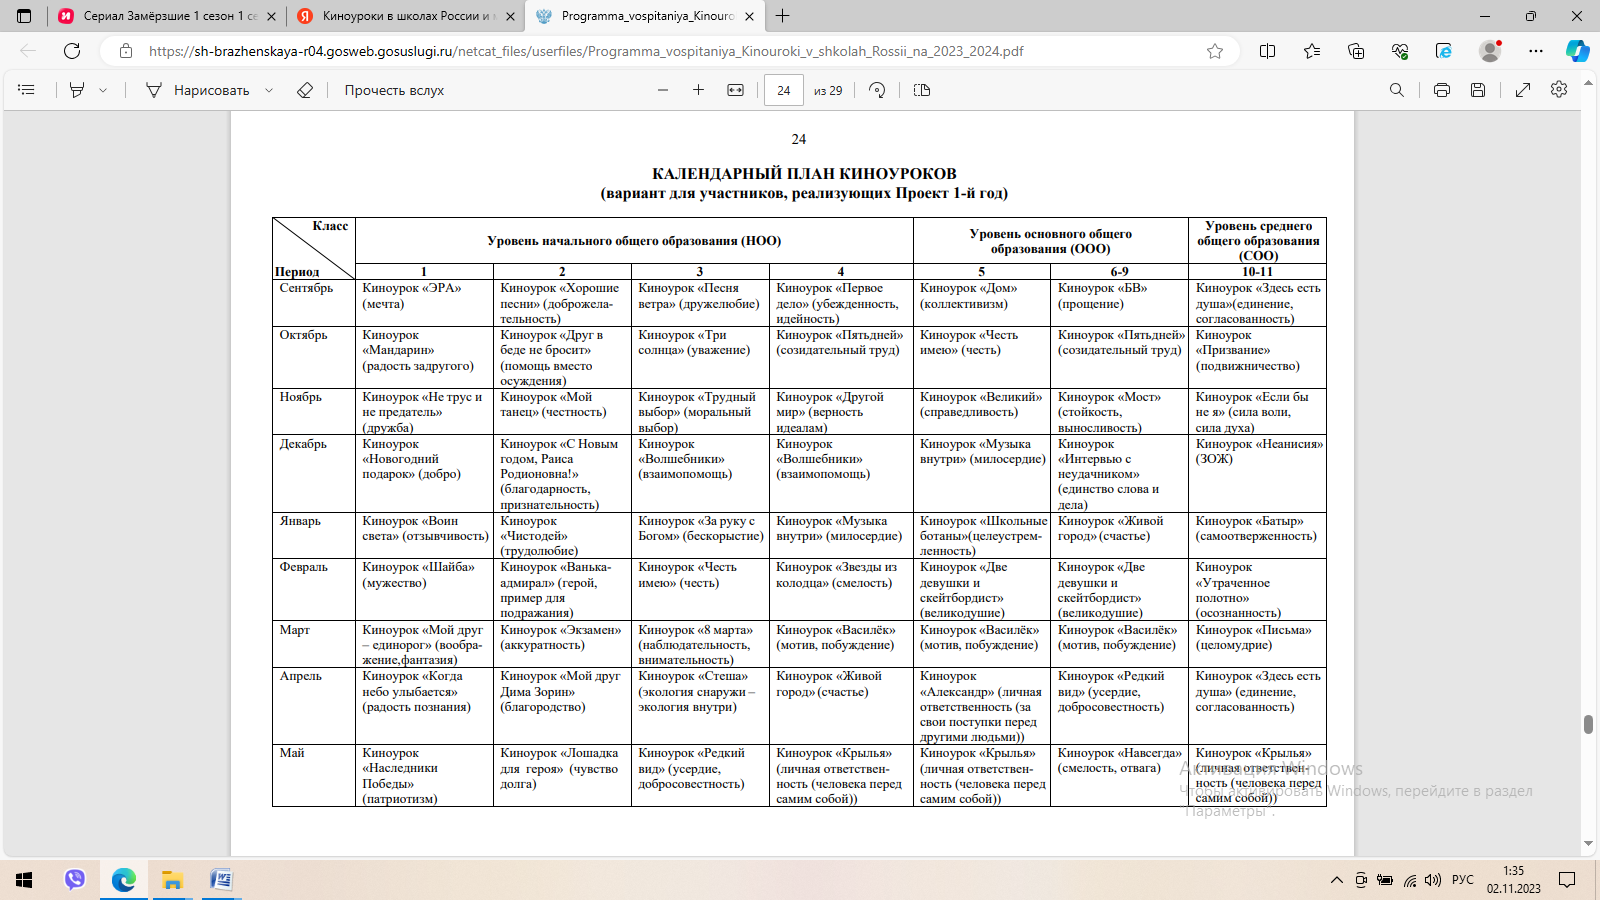 Сериал Замёрзшие 1 сезон 1 се
Киноуроки в школах России и м
Programma_vospitaniya_Kinouro
https://sh-brazhenskaya-r04.gosweb.gosuslugi.ru/netcat_files/userfiles/Programma_vospitaniya_Kinouroki_v_shkolah_Rossii_na_2023_2024.pdf
Нарисовать Прочесть вслух 24 из 29
24
КАЛЕНДАРНЫЙ ПЛАН КИНОУРОКОВ
(вариант для участников, реализующих Проект 1-й год)
Класс
Период
Уровень начального общего образования (НОО)
Уровень основного общего
образования (ООО)
Уровень среднего
общего образования
(СОО)
1 2 3 4 5 6-9 10-11
Сентябрь
Киноурок «ЭРА»
(мечта)
Киноурок «Хорошие
песни» (доброжела-
тельность)
Киноурок «Песня
ветра» (дружелюбие)
Киноурок «Первое
дело» (убежденность,
идейность)
Киноурок «Дом»
(коллективизм)
Киноурок «БВ»
(прощение)
Киноурок «Здесь есть
душа»(единение,
согласованность)
Октябрь
Киноурок
«Мандарин»
(радость задругого)
Киноурок «Друг в
беде не бросит»
(помощь вместо
осуждения)
Киноурок «Три
солнца» (уважение)
Киноурок «Пятьдней»
(созидательный труд)
Киноурок «Честь
имею» (честь)
Киноурок «Пятьдней»
(созидательный труд)
Киноурок
«Призвание»
(подвижничество)
Ноябрь
Киноурок «Не трус и
не предатель»
(дружба)
Киноурок «Мой
танец» (честность)
Киноурок «Трудный
выбор» (моральный
выбор)
Киноурок «Другой
мир» (верность
идеалам)
Киноурок «Великий»
(справедливость)
Киноурок «Мост»
(стойкость,
выносливость)
Киноурок «Если бы
не я» (сила воли,
сила духа)
Декабрь
Киноурок
«Новогодний
подарок» (добро)
Киноурок «С Новым
годом, Раиса
Родионовна!»
(благодарность,
признательность)
Киноурок
«Волшебники»
(взаимопомощь)
Киноурок
«Волшебники»
(взаимопомощь)
Киноурок «Музыка
внутри» (милосердие)
Киноурок
«Интервью с
неудачником»
(единство слова и
дела)
Киноурок «Неанисия»
(ЗОЖ)
Январь
Киноурок «Воин
света» (отзывчивость)
Киноурок
«Чистодей»
(трудолюбие)
Киноурок «За руку с
Богом» (бескорыстие)
Киноурок «Музыка
внутри» (милосердие)
Киноурок «Школьные
ботаны»(целеустрем-
ленность)
Киноурок «Живой
город» (счастье)
Киноурок «Батыр»
(самоотверженность)
Февраль
Киноурок «Шайба»
(мужество)
Киноурок «Ванька-
адмирал» (герой,
пример для
подражания)
Киноурок «Честь
имею» (честь)
Киноурок «Звезды из
колодца» (смелость)
Киноурок «Две
девушки и
скейтбордист»
(великодушие)
Киноурок «Две
девушки и
скейтбордист»
(великодушие)
Киноурок
«Утраченное
полотно»
(осознанность)
Март
Киноурок «Мой друг
– единорог» (вообра-
жение,фантазия)
Киноурок «Экзамен»
(аккуратность)
Киноурок «8 марта»
(наблюдательность,
внимательность)
Киноурок «Василёк»
(мотив, побуждение)
Киноурок «Василёк»
(мотив, побуждение)
Киноурок «Василёк»
(мотив, побуждение)
Киноурок «Письма»
(целомудрие)
Апрель
Киноурок «Когда
небо улыбается»
(радость познания)
Киноурок «Мой друг
Дима Зорин»
(благородство)
Киноурок «Стеша»
(экология снаружи –
экология внутри)
Киноурок «Живой
город» (счастье)
Киноурок
«Александр» (личная
ответственность (за
свои поступки перед
другими людьми))
Киноурок «Редкий
вид» (усердие,
добросовестность)
Киноурок «Здесь есть
душа» (единение,
согласованность)
Май
Киноурок
«Наследники
Победы»
(патриотизм)
Киноурок «Лошадка
для героя» (чувство
долга)
Киноурок «Редкий
вид» (усердие,
добросовестность)
Киноурок «Крылья»
(личная ответствен-
ность (человека перед
самим собой))
Киноурок «Крылья»
(личная ответствен-
ность (человека перед
самим собой))
Киноурок «Навсегда»
(смелость, отвага)
Киноурок «Крылья»
(личная ответствен-
ность (человека перед
самим собой))
Активация Windows
Чтобы активировать Windows, перейдите в раздел
"Параметры".
РУС
1:35
02.11.2023